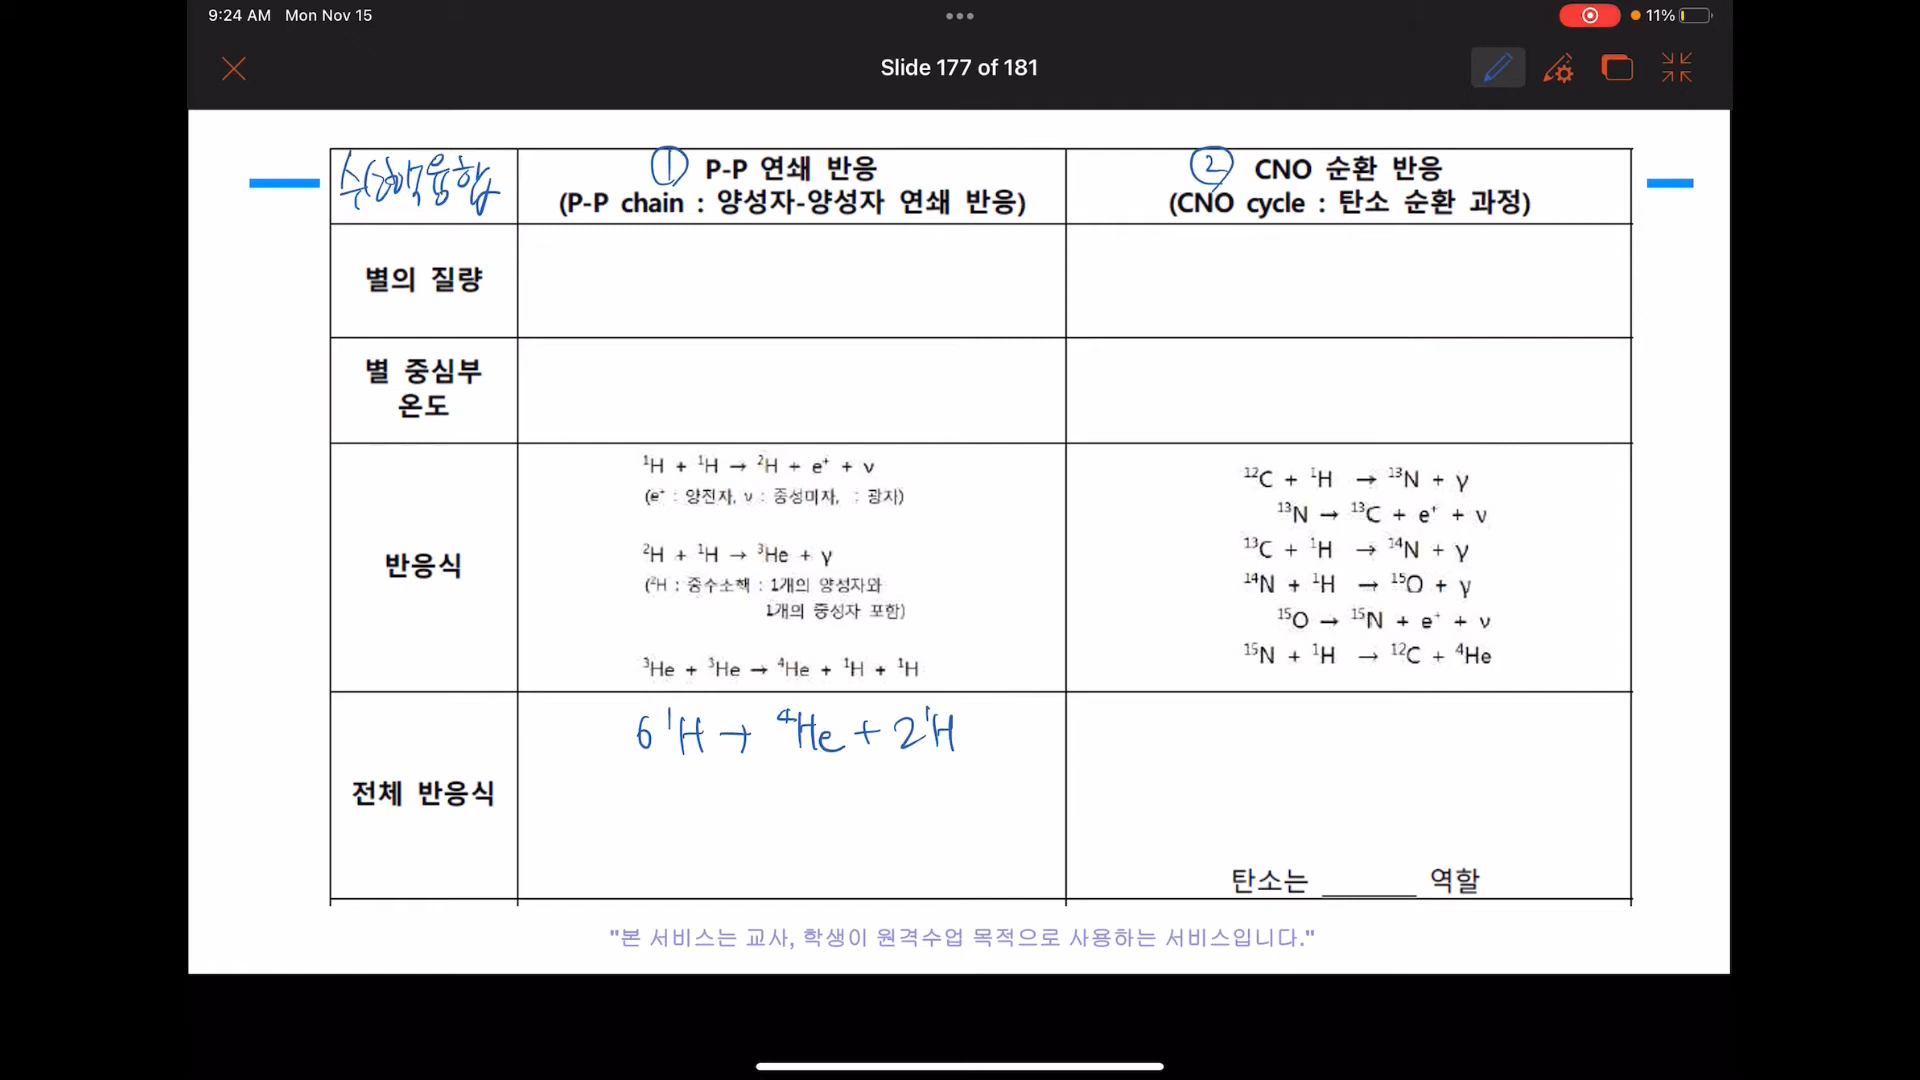 9:24 AM Mon Nov 15
11%
Slide 177 of 181
수소핵융합
① P-P 연쇄 반응
(P-P chain : 양성자-양성자 연쇄 반응)
② CNO 순환 반응
(CNO cycle : 탄소 순환 과정)
별의 질량
별 중심부
온도
반응식
¹H + ¹H → ²H + e⁺ + ν
(e⁺ : 양전자, ν : 중성미자, : 광자)
²H + ¹H → ³He + γ
(²H : 중수소핵 : 1개의 양성자와
1개의 중성자 포함)
³He + ³He → ⁴He + ¹H + ¹H
¹²C + ¹H → ¹³N + γ
¹³N → ¹³C + e⁺ + ν
¹³C + ¹H → ¹⁴N + γ
¹⁴N + ¹H → ¹⁵O + γ
¹⁵O → ¹⁵N + e⁺ + ν
¹⁵N + ¹H → ¹²C + ⁴He
전체 반응식
6¹H → ⁴He + 2¹H
탄소는 ______ 역할
"본 서비스는 교사, 학생이 원격수업 목적으로 사용하는 서비스입니다."